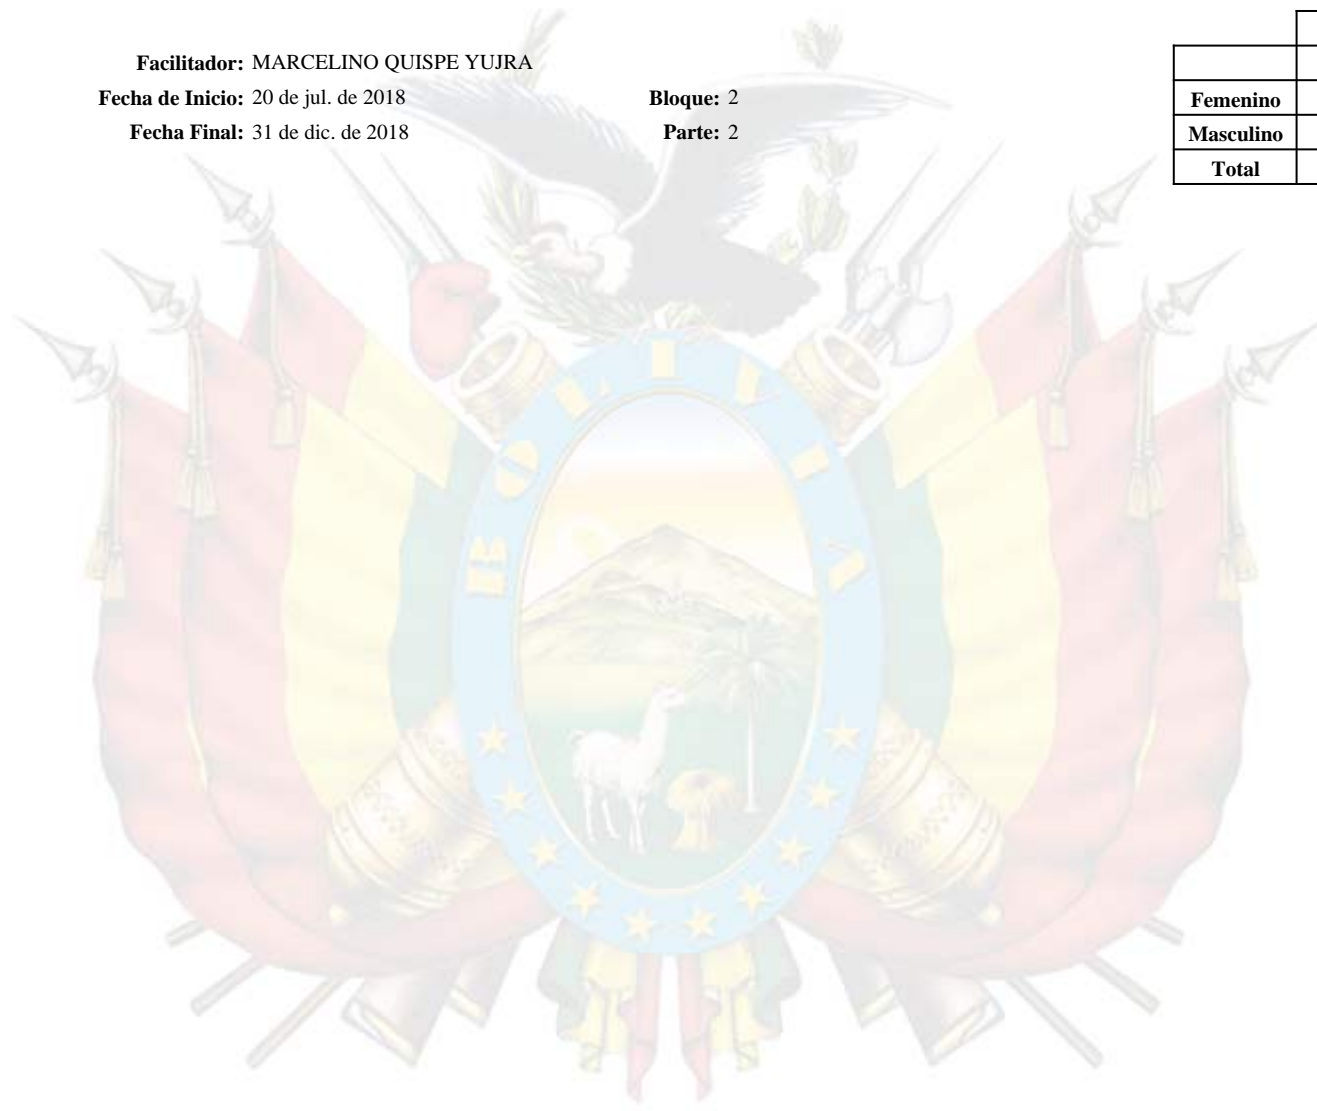 Facilitador: MARCELINO QUISPE YUJRA
Fecha de Inicio: 20 de jul. de 2018 Bloque: 2
Fecha Final: 31 de dic. de 2018 Parte: 2
Femenino
Masculino
Total
BOLIVIA